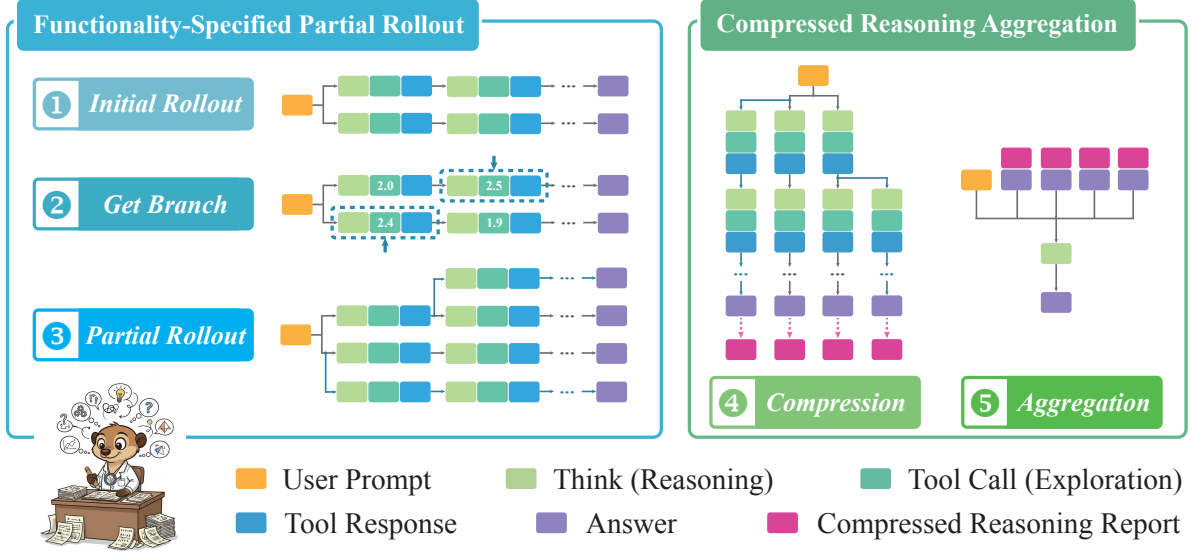 Functionality-Specified Partial Rollout
1 Initial Rollout
...
...
2 Get Branch
2.0 2.5 ...
2.4 1.9 ...
3 Partial Rollout
...
...
...
...
Compressed Reasoning Aggregation
... ... ... ...
4 Compression
5 Aggregation
User Prompt
Think (Reasoning)
Tool Call (Exploration)
Tool Response
Answer
Compressed Reasoning Report